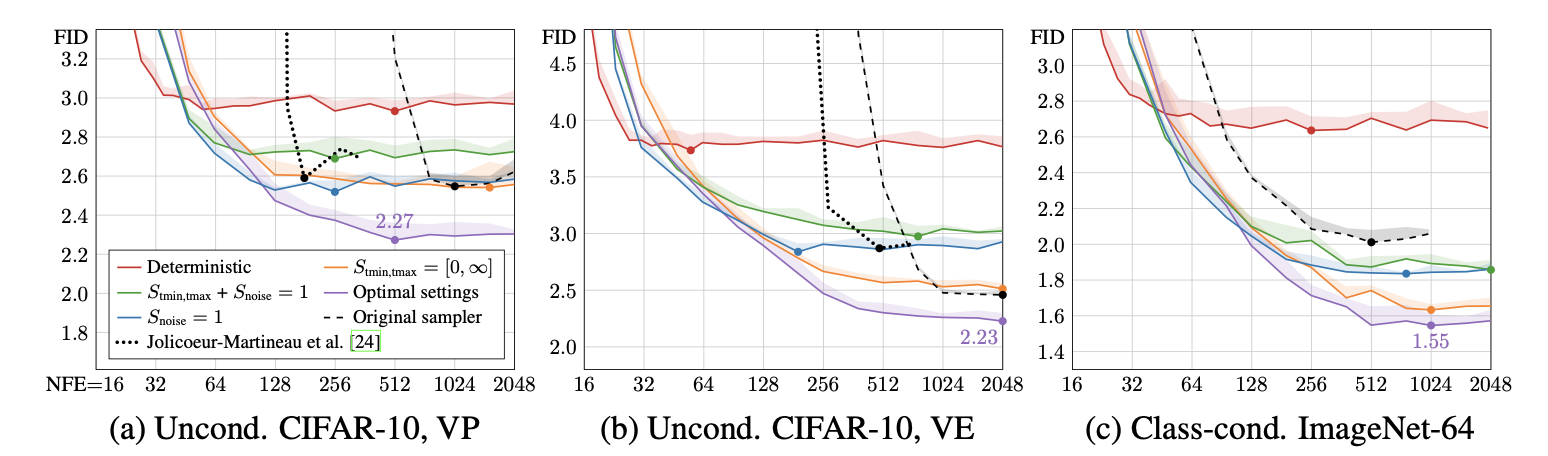 FID
3.2
3.0
2.8
2.6
2.4
2.2
2.0
1.8
2.27
Deterministic
S_tmin,tmax + S_noise = 1
S_noise = 1
Jolicoeur-Martineau et al. [24]
S_tmin,tmax = [0, ∞]
Optimal settings
Original sampler
NFE=16 32 64 128 256 512 1024 2048
(a) Uncond. CIFAR-10, VP
FID
4.5
4.0
3.5
3.0
2.5
2.0
2.23
16 32 64 128 256 512 1024 2048
(b) Uncond. CIFAR-10, VE
FID
3.0
2.8
2.6
2.4
2.2
2.0
1.8
1.6
1.4
1.55
16 32 64 128 256 512 1024 2048
(c) Class-cond. ImageNet-64